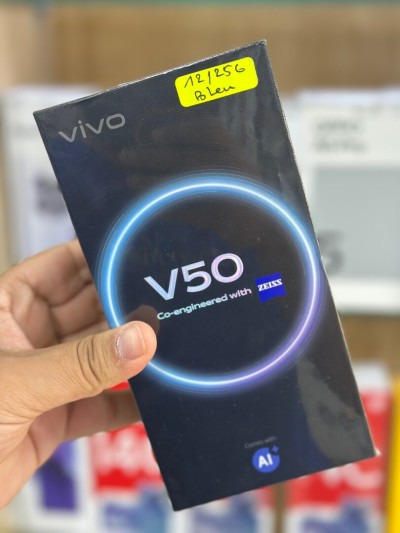 12/256
Bleu
vivo
V50
Co-engineered with ZEISS
Comes with
AI+